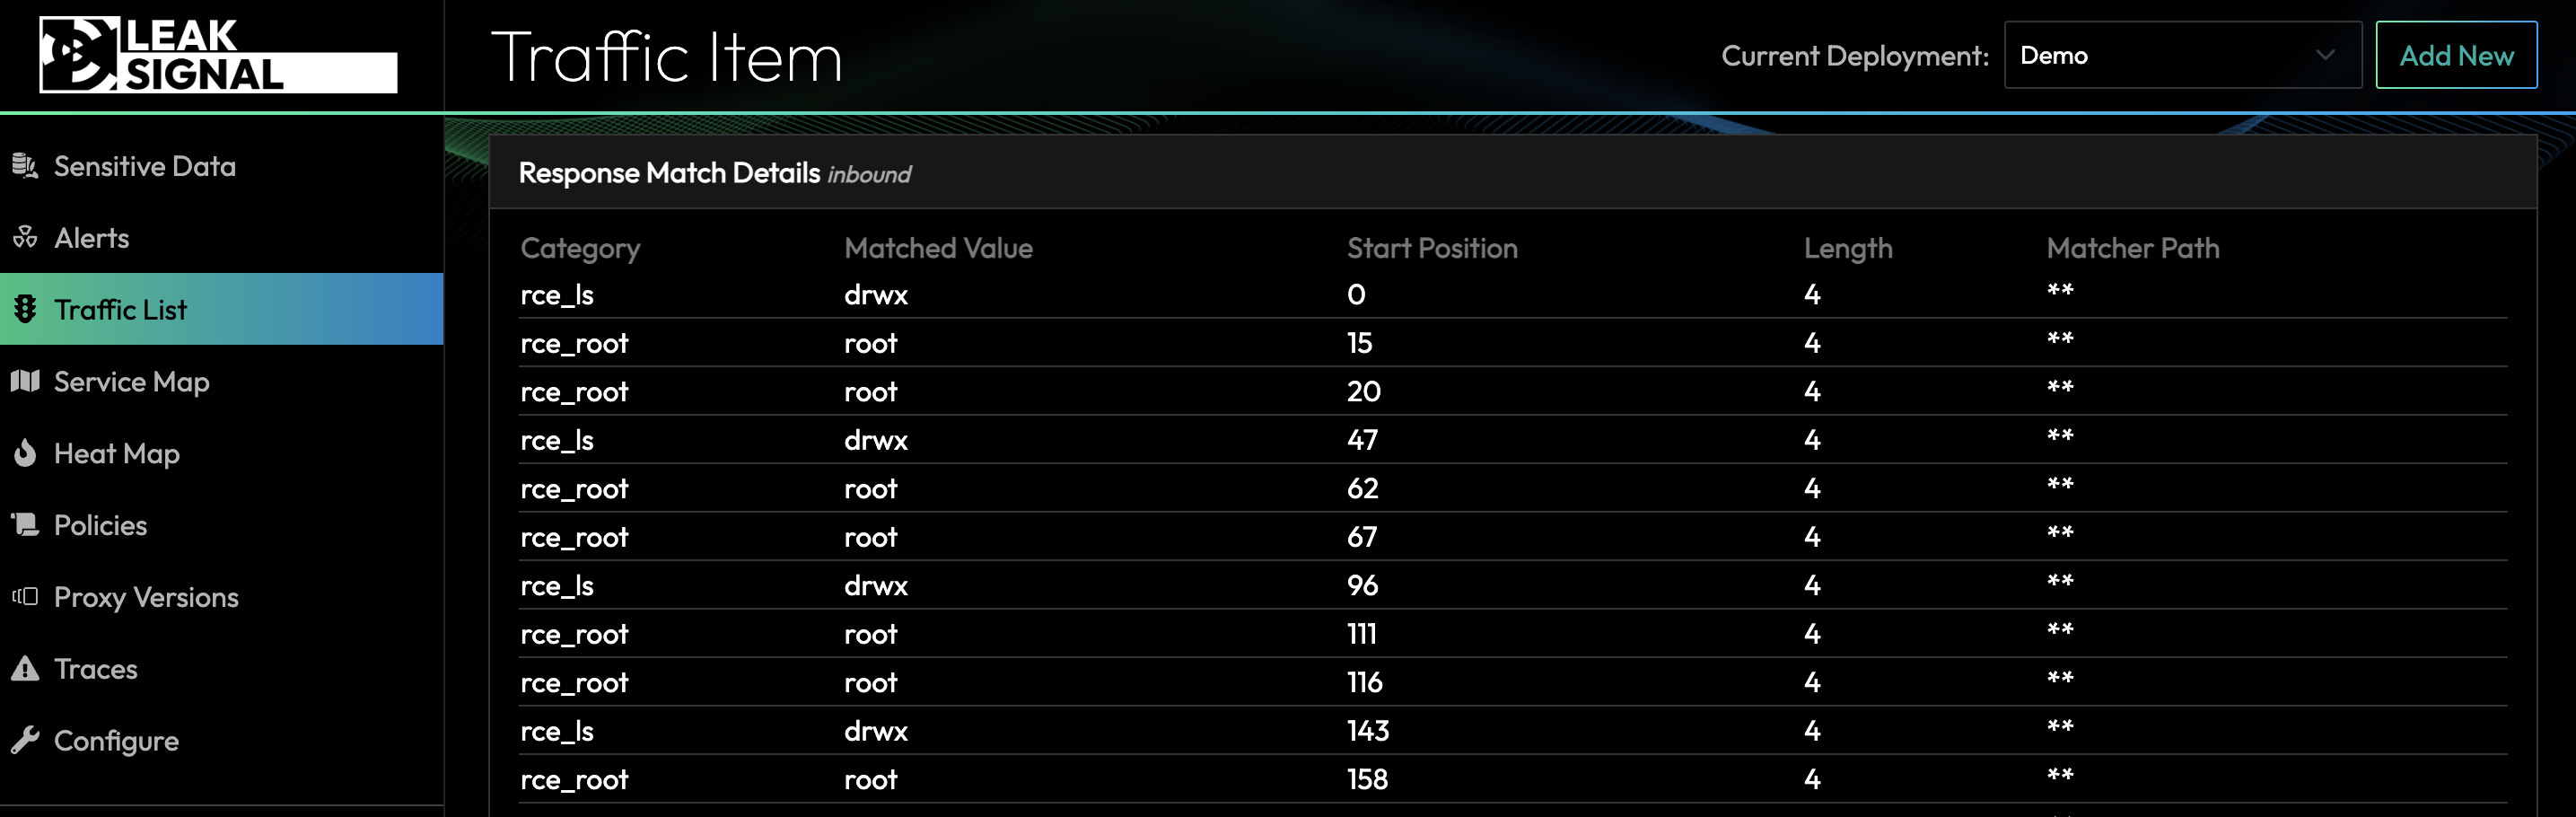 LEAK
SIGNAL
Traffic Item
Current Deployment: Demo Add New
Sensitive Data
Alerts
Traffic List
Service Map
Heat Map
Policies
Proxy Versions
Traces
Configure
Response Match Details inbound
Category Matched Value Start Position Length Matcher Path
rce_ls drwx 0 4 **
rce_root root 15 4 **
rce_root root 20 4 **
rce_ls drwx 47 4 **
rce_root root 62 4 **
rce_root root 67 4 **
rce_ls drwx 96 4 **
rce_root root 111 4 **
rce_root root 116 4 **
rce_ls drwx 143 4 **
rce_root root 158 4 **